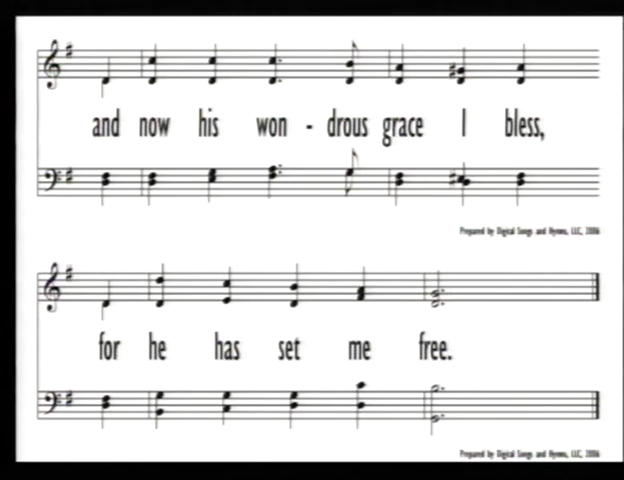 and now his won - drous grace I bless,
Prepared by Digital Songs and Hymns, LLC, 2006
for he has set me free.
Prepared by Digital Songs and Hymns, LLC, 2006